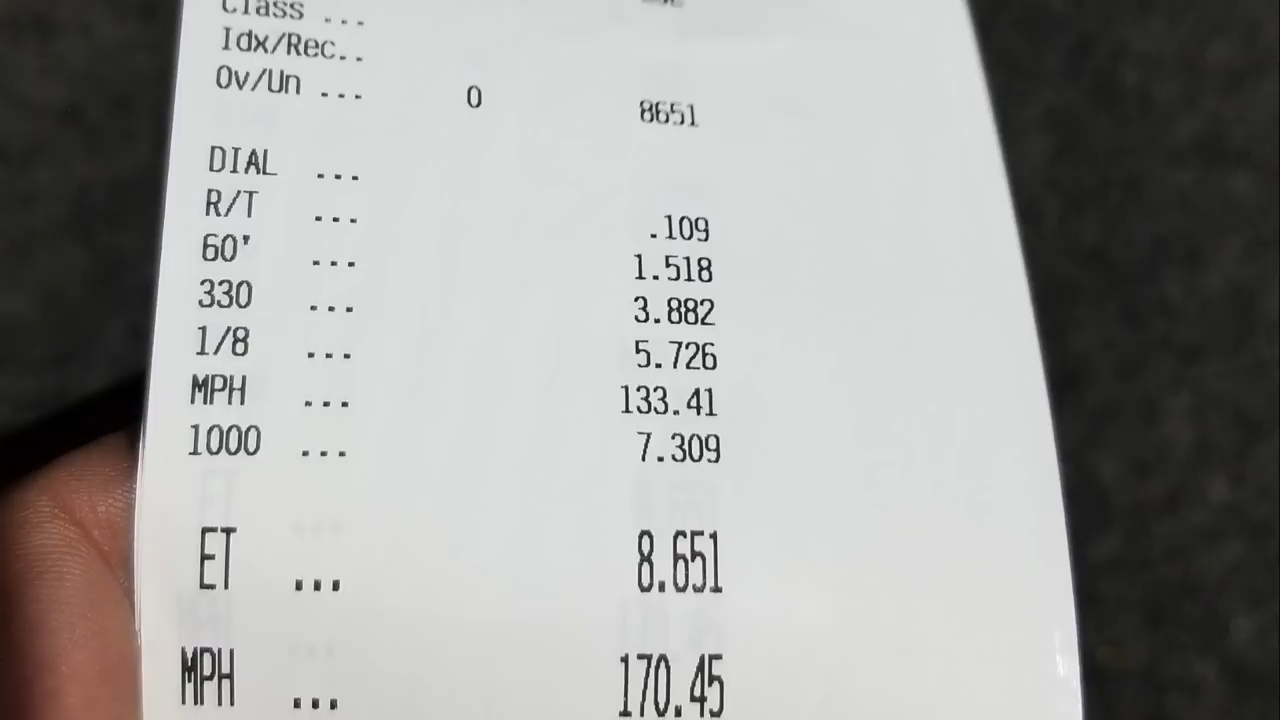 Class ...
Idx/Rec..
Ov/Un ... 0 8651
DIAL ...
R/T ... .109
60' ... 1.518
330 ... 3.882
1/8 ... 5.726
MPH ... 133.41
1000 ... 7.309
ET ... 8.651
MPH ... 170.45